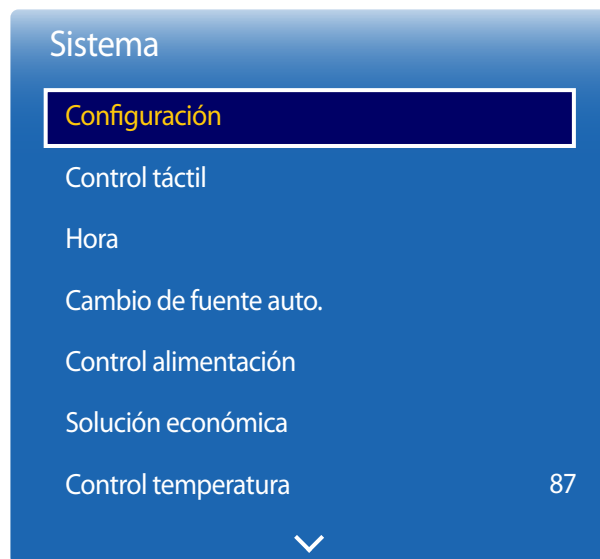 Sistema
Configuración
Control táctil
Hora
Cambio de fuente auto.
Control alimentación
Solución económica
Control temperatura 87